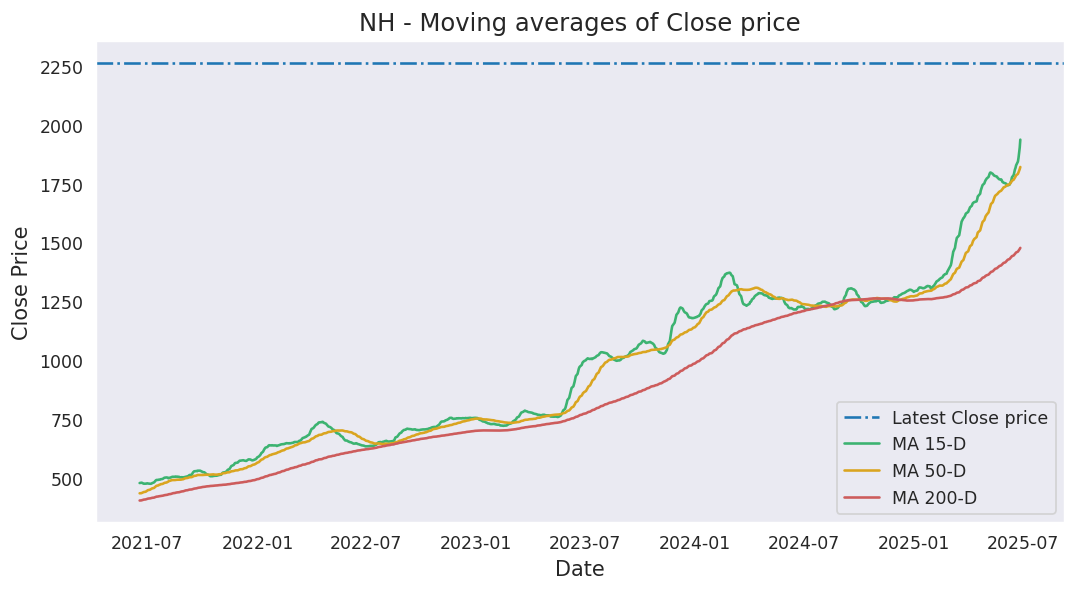 NH - Moving averages of Close price
Close Price
2250
2000
1750
1500
1250
1000
750
500
Latest Close price
MA 15-D
MA 50-D
MA 200-D
2021-07 2022-01 2022-07 2023-01 2023-07 2024-01 2024-07 2025-01 2025-07
Date